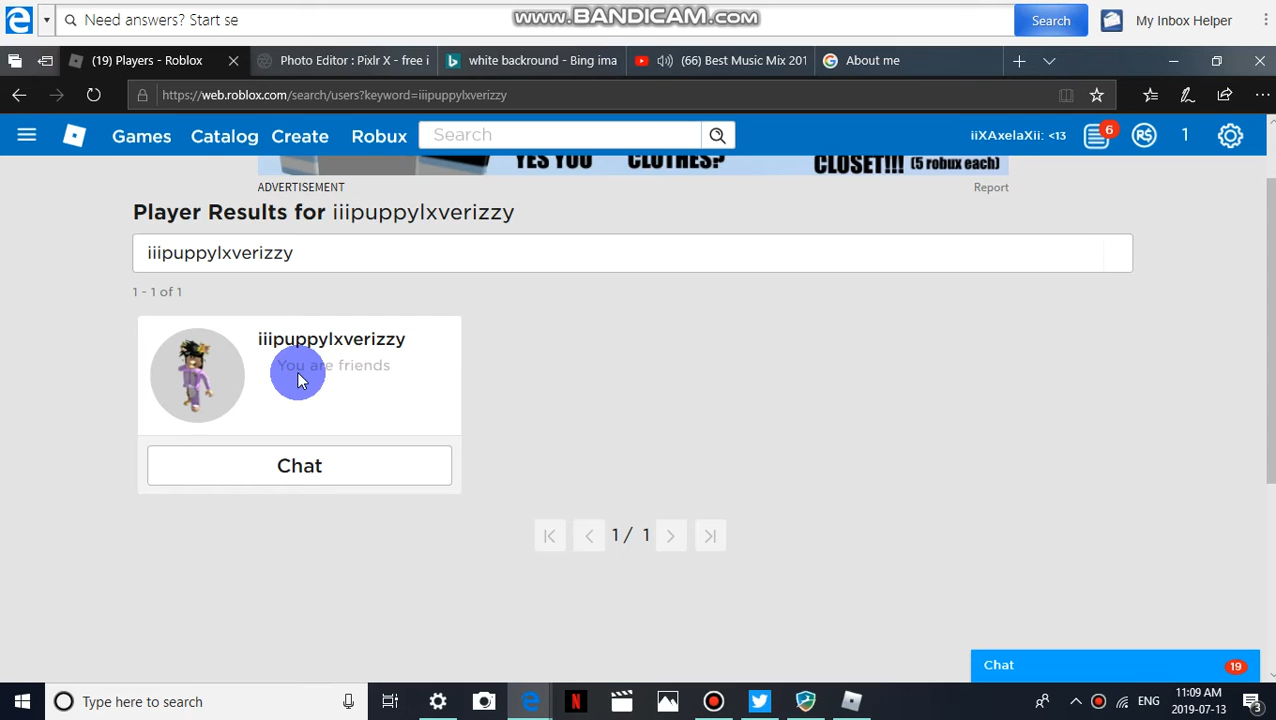 www.BANDICAM.com
Need answers? Start se
Search
My Inbox Helper
(19) Players - Roblox
Photo Editor : Pixlr X - free i
white backround - Bing ima
(66) Best Music Mix 201
About me
https://web.roblox.com/search/users?keyword=iiipuppylxverizzy
Games
Catalog
Create
Robux
Search
iiXAxelaXii: <13
6
RS
1
YES YOU
CLOTHES?
CLOSET!!! (5 robux each)
ADVERTISEMENT
Report
Player Results for iiipuppylxverizzy
iiipuppylxverizzy
1 - 1 of 1
iiipuppylxverizzy
You are friends
Chat
1 / 1
Chat
19
Type here to search
ENG
11:09 AM
2019-07-13
3